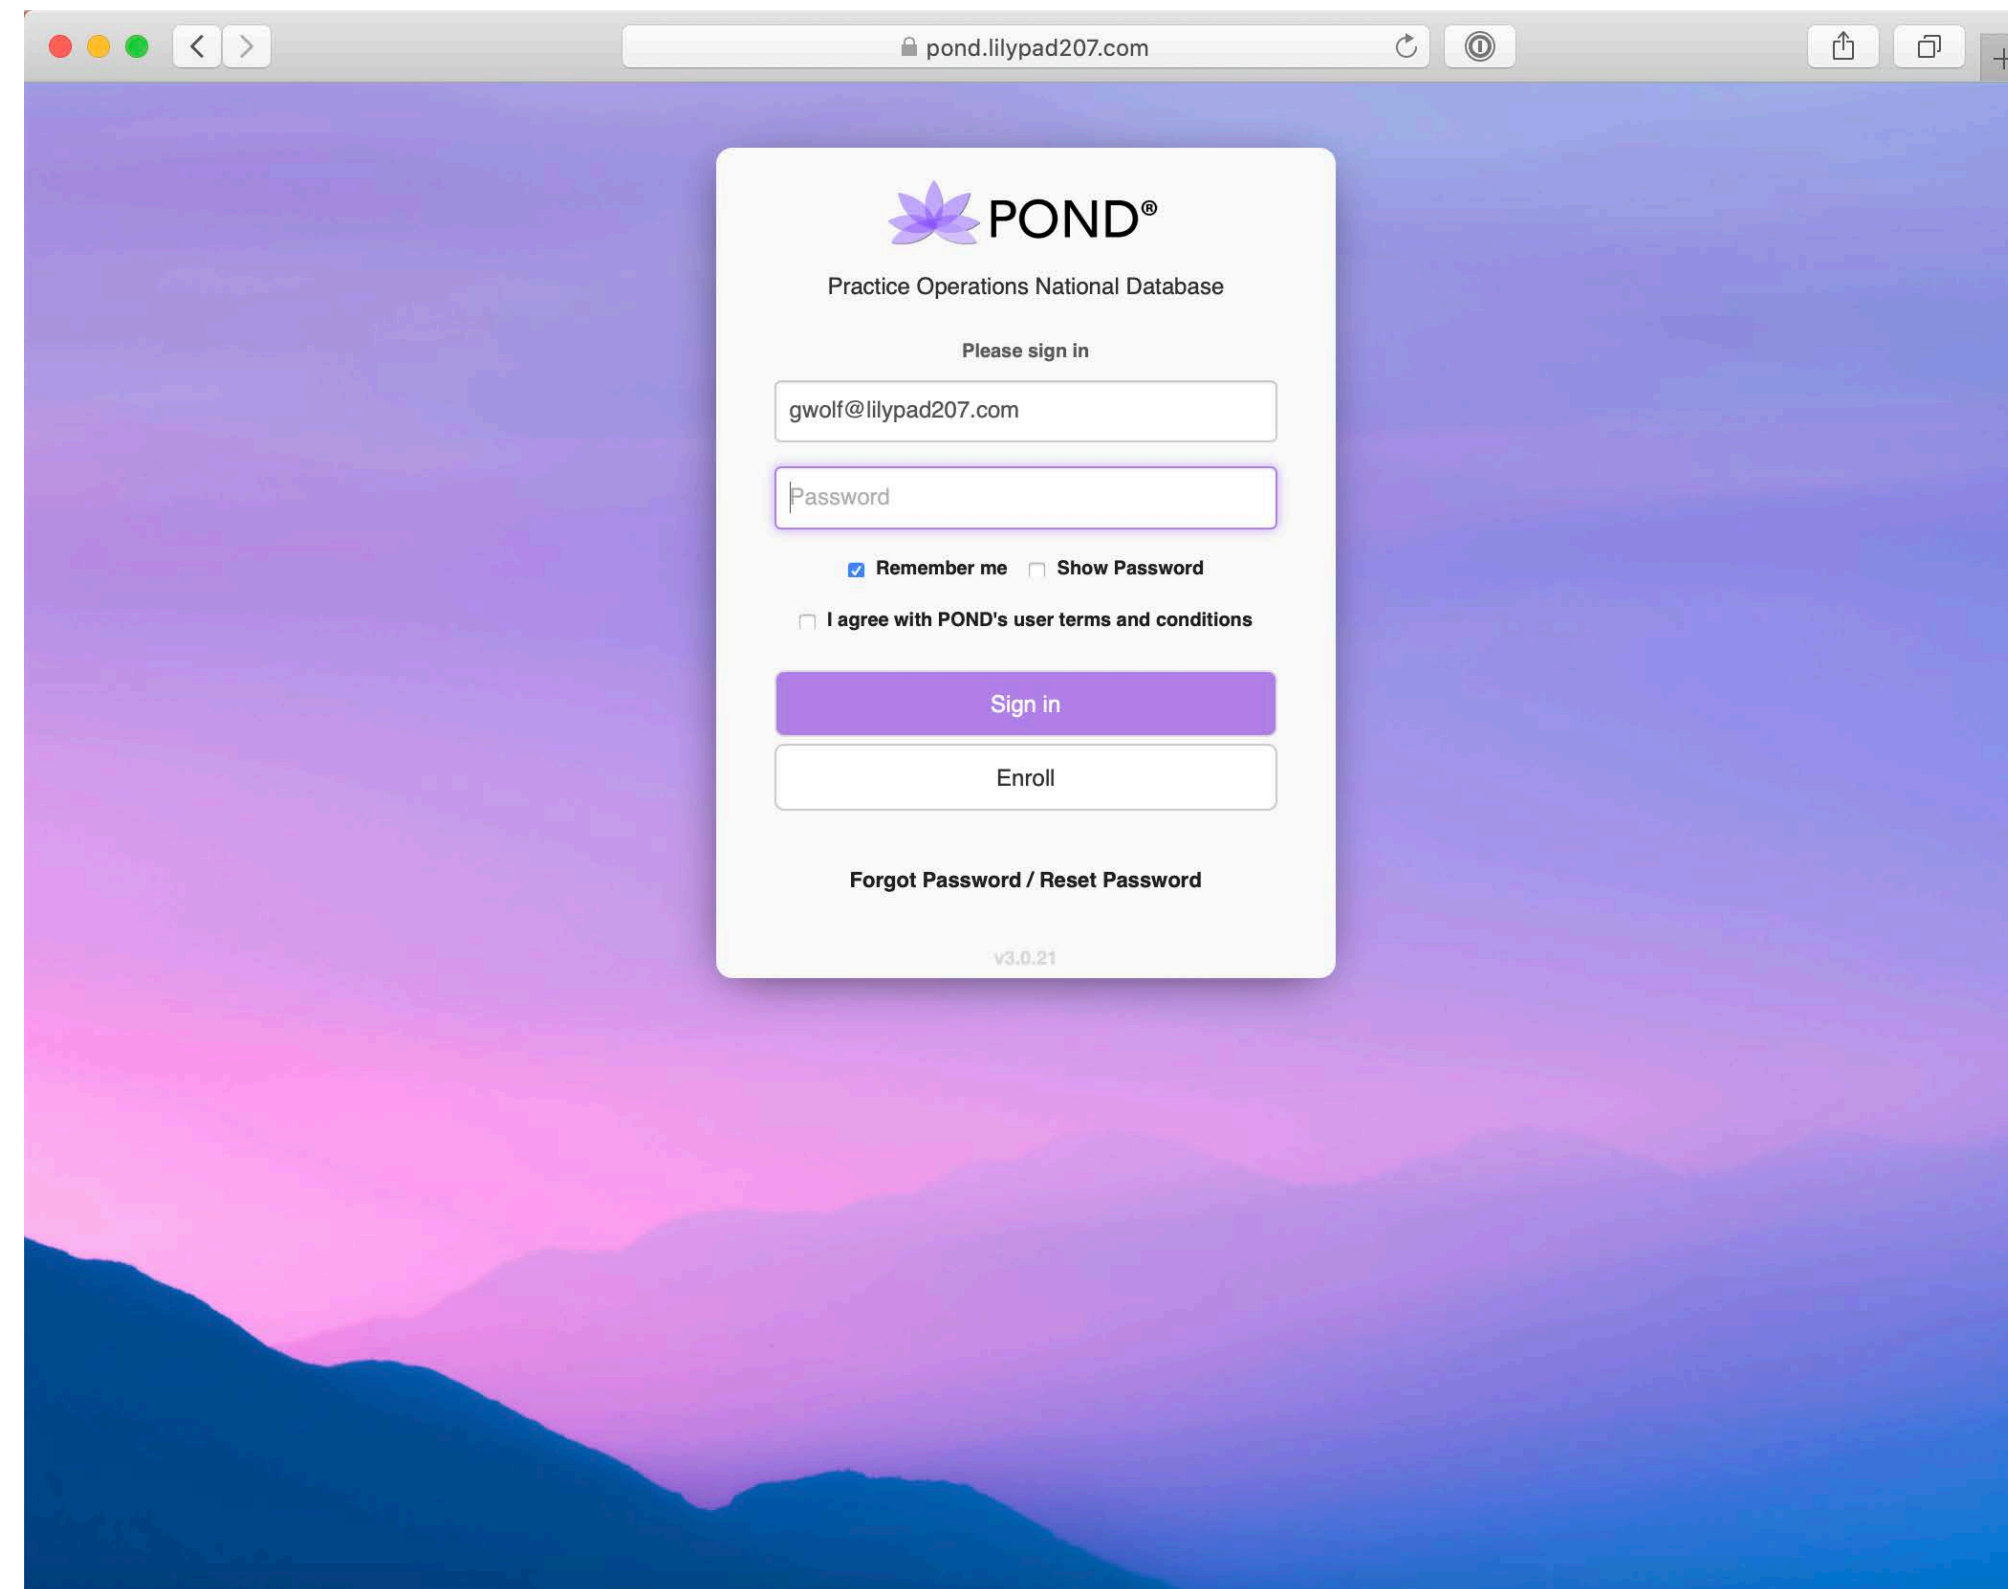 pond.lilypad207.com
POND®
Practice Operations National Database
Please sign in
gwolf@lilypad207.com
Password
Remember me Show Password
I agree with POND's user terms and conditions
Sign in
Enroll
Forgot Password / Reset Password
v3.0.21